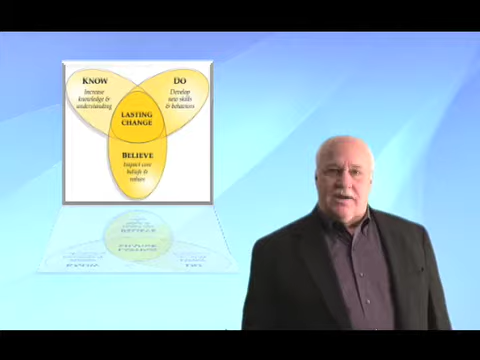 KNOW
Increase
knowledge &
understanding
DO
Develop
new skills
& behaviors
LASTING
CHANGE
BELIEVE
Impact core
beliefs &
values